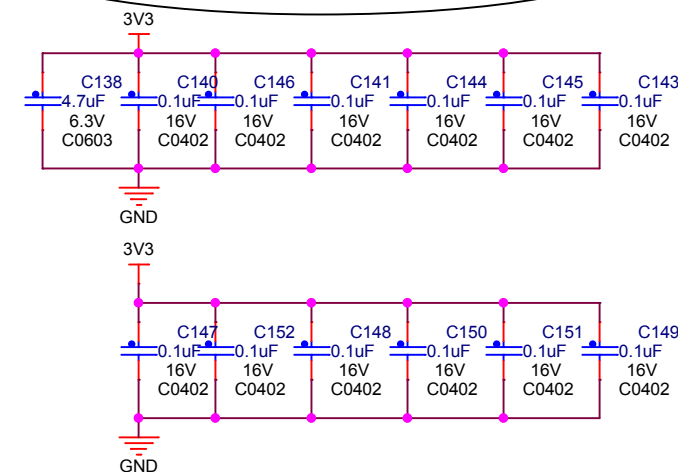 3V3
C138 C140 C146 C141 C144 C145 C143
4.7uF 0.1uF 0.1uF 0.1uF 0.1uF 0.1uF 0.1uF
6.3V 16V 16V 16V 16V 16V 16V
C0603 C0402 C0402 C0402 C0402 C0402 C0402
GND
3V3
C147 C152 C148 C150 C151 C149
0.1uF 0.1uF 0.1uF 0.1uF 0.1uF 0.1uF
16V 16V 16V 16V 16V 16V
C0402 C0402 C0402 C0402 C0402 C0402
GND